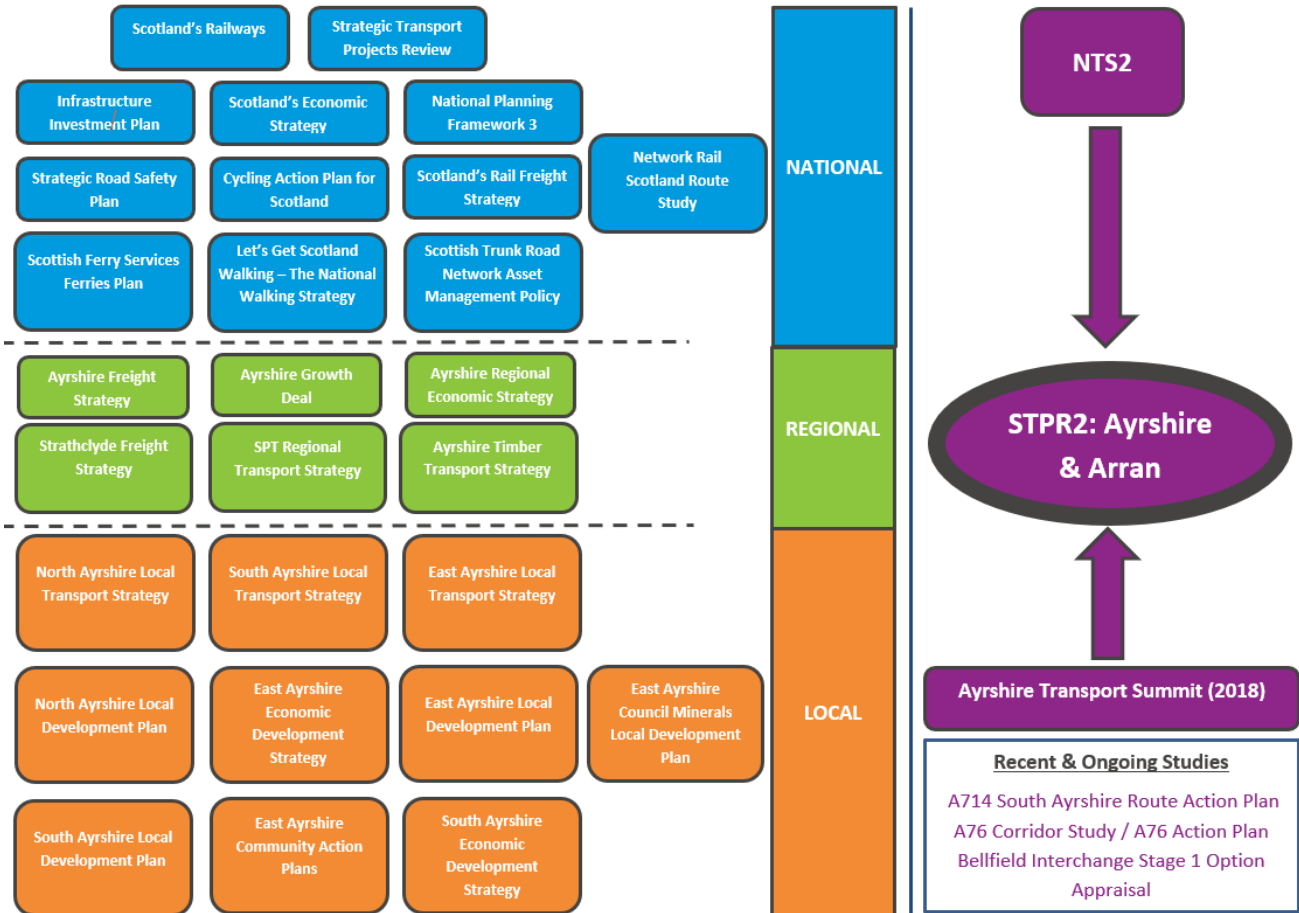 Scotland's Railways
Strategic Transport
Projects Review
Infrastructure
Investment Plan
Scotland's Economic
Strategy
National Planning
Framework 3
Strategic Road Safety
Plan
Cycling Action Plan for
Scotland
Scotland's Rail Freight
Strategy
Network Rail
Scotland Route
Study
Scottish Ferry Services
Ferries Plan
Let's Get Scotland
Walking – The National
Walking Strategy
Scottish Trunk Road
Network Asset
Management Policy
NATIONAL
Ayrshire Freight
Strategy
Ayrshire Growth
Deal
Ayrshire Regional
Economic Strategy
Strathclyde Freight
Strategy
SPT Regional
Transport Strategy
Ayrshire Timber
Transport Strategy
REGIONAL
North Ayrshire Local
Transport Strategy
South Ayrshire Local
Transport Strategy
East Ayrshire Local
Transport Strategy
North Ayrshire Local
Development Plan
East Ayrshire
Economic
Development
Strategy
East Ayrshire Local
Development Plan
East Ayrshire
Council Minerals
Local Development
Plan
South Ayrshire Local
Development Plan
East Ayrshire
Community Action
Plans
South Ayrshire
Economic
Development
Strategy
LOCAL
NTS2
STPR2: Ayrshire
& Arran
Ayrshire Transport Summit (2018)
Recent & Ongoing Studies
A714 South Ayrshire Route Action Plan
A76 Corridor Study / A76 Action Plan
Bellfield Interchange Stage 1 Option
Appraisal